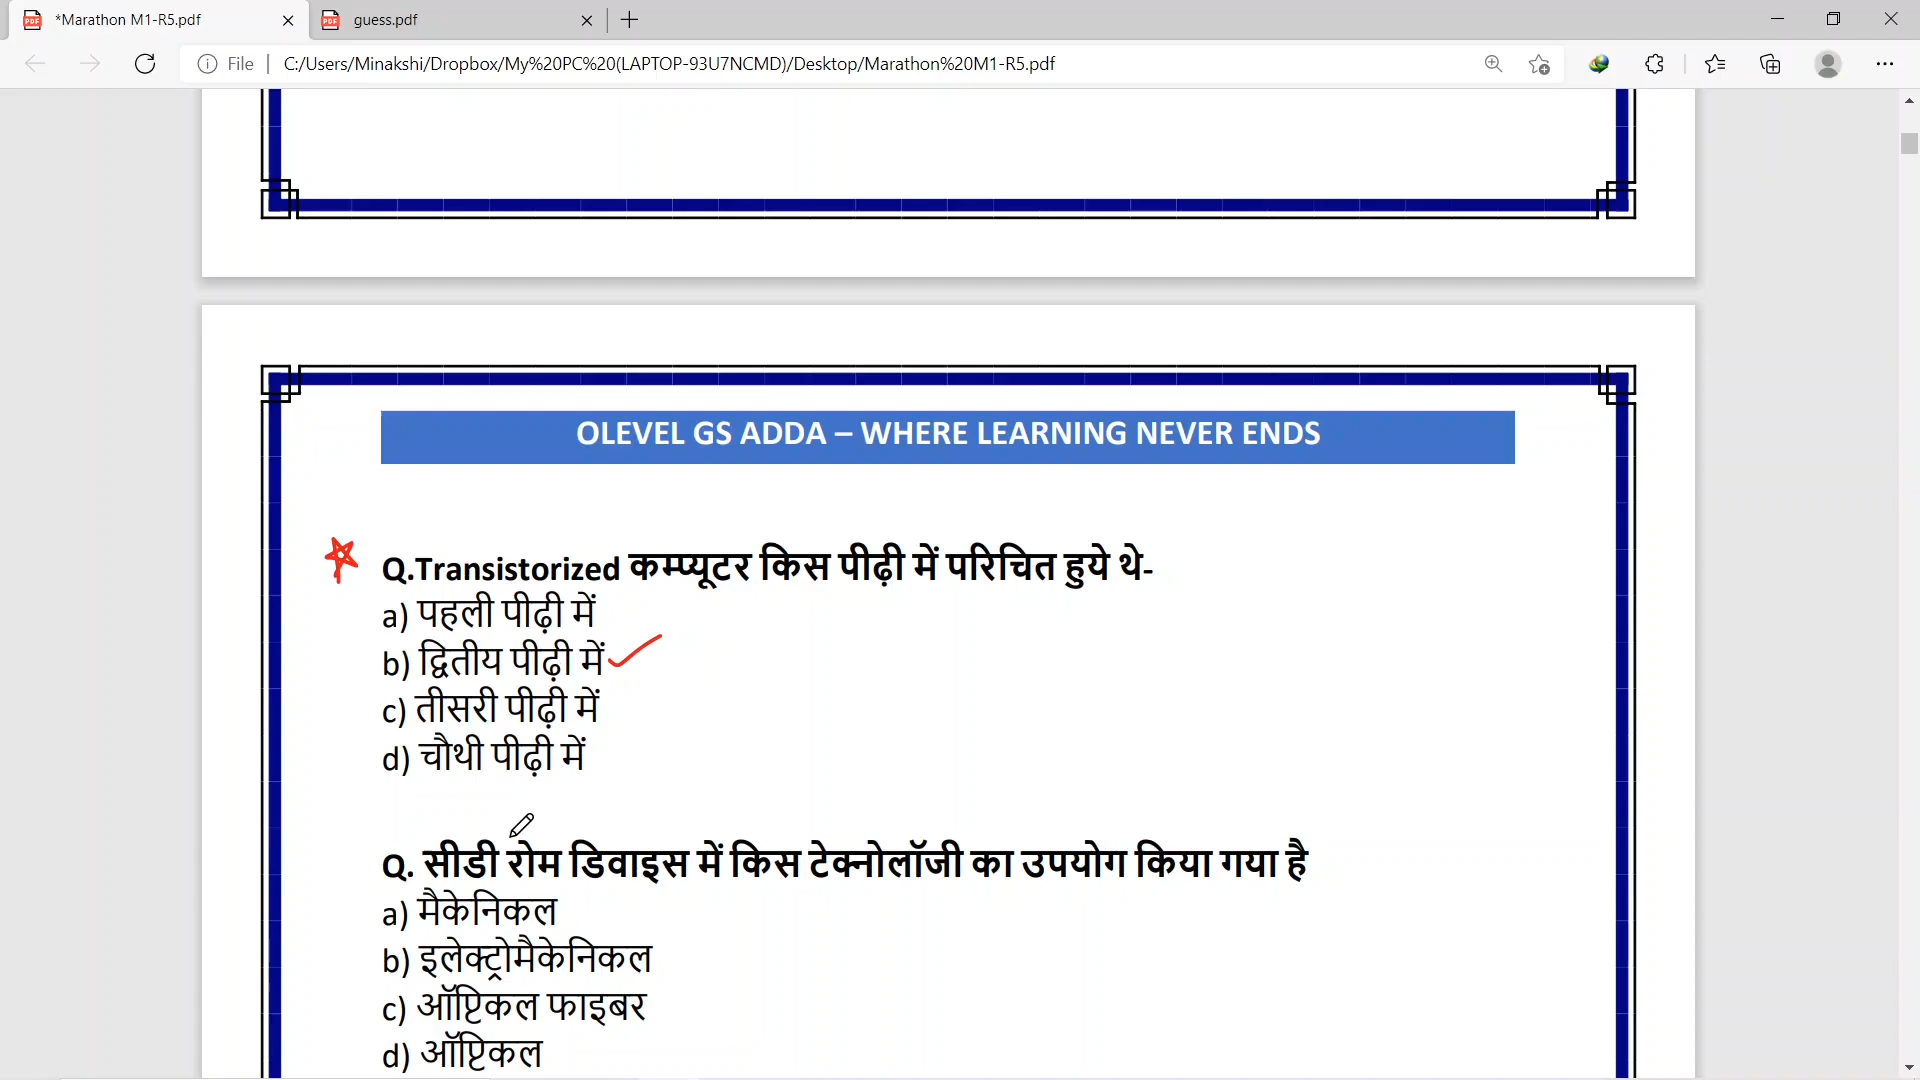 *Marathon M1-R5.pdf
guess.pdf
File
C:/Users/Minakshi/Dropbox/My%20PC%20(LAPTOP-93U7NCMD)/Desktop/Marathon%20M1-R5.pdf
OLEVEL GS ADDA – WHERE LEARNING NEVER ENDS
Q.Transistorized कम्प्यूटर किस पीढ़ी में परिचित हुये थे-
a) पहली पीढ़ी में
b) द्वितीय पीढ़ी में
c) तीसरी पीढ़ी में
d) चौथी पीढ़ी में
Q. सीडी रोम डिवाइस में किस टेक्नोलॉजी का उपयोग किया गया है
a) मैकेनिकल
b) इलेक्ट्रोमैकेनिकल
c) ऑप्टिकल फाइबर
d) ऑप्टिकल